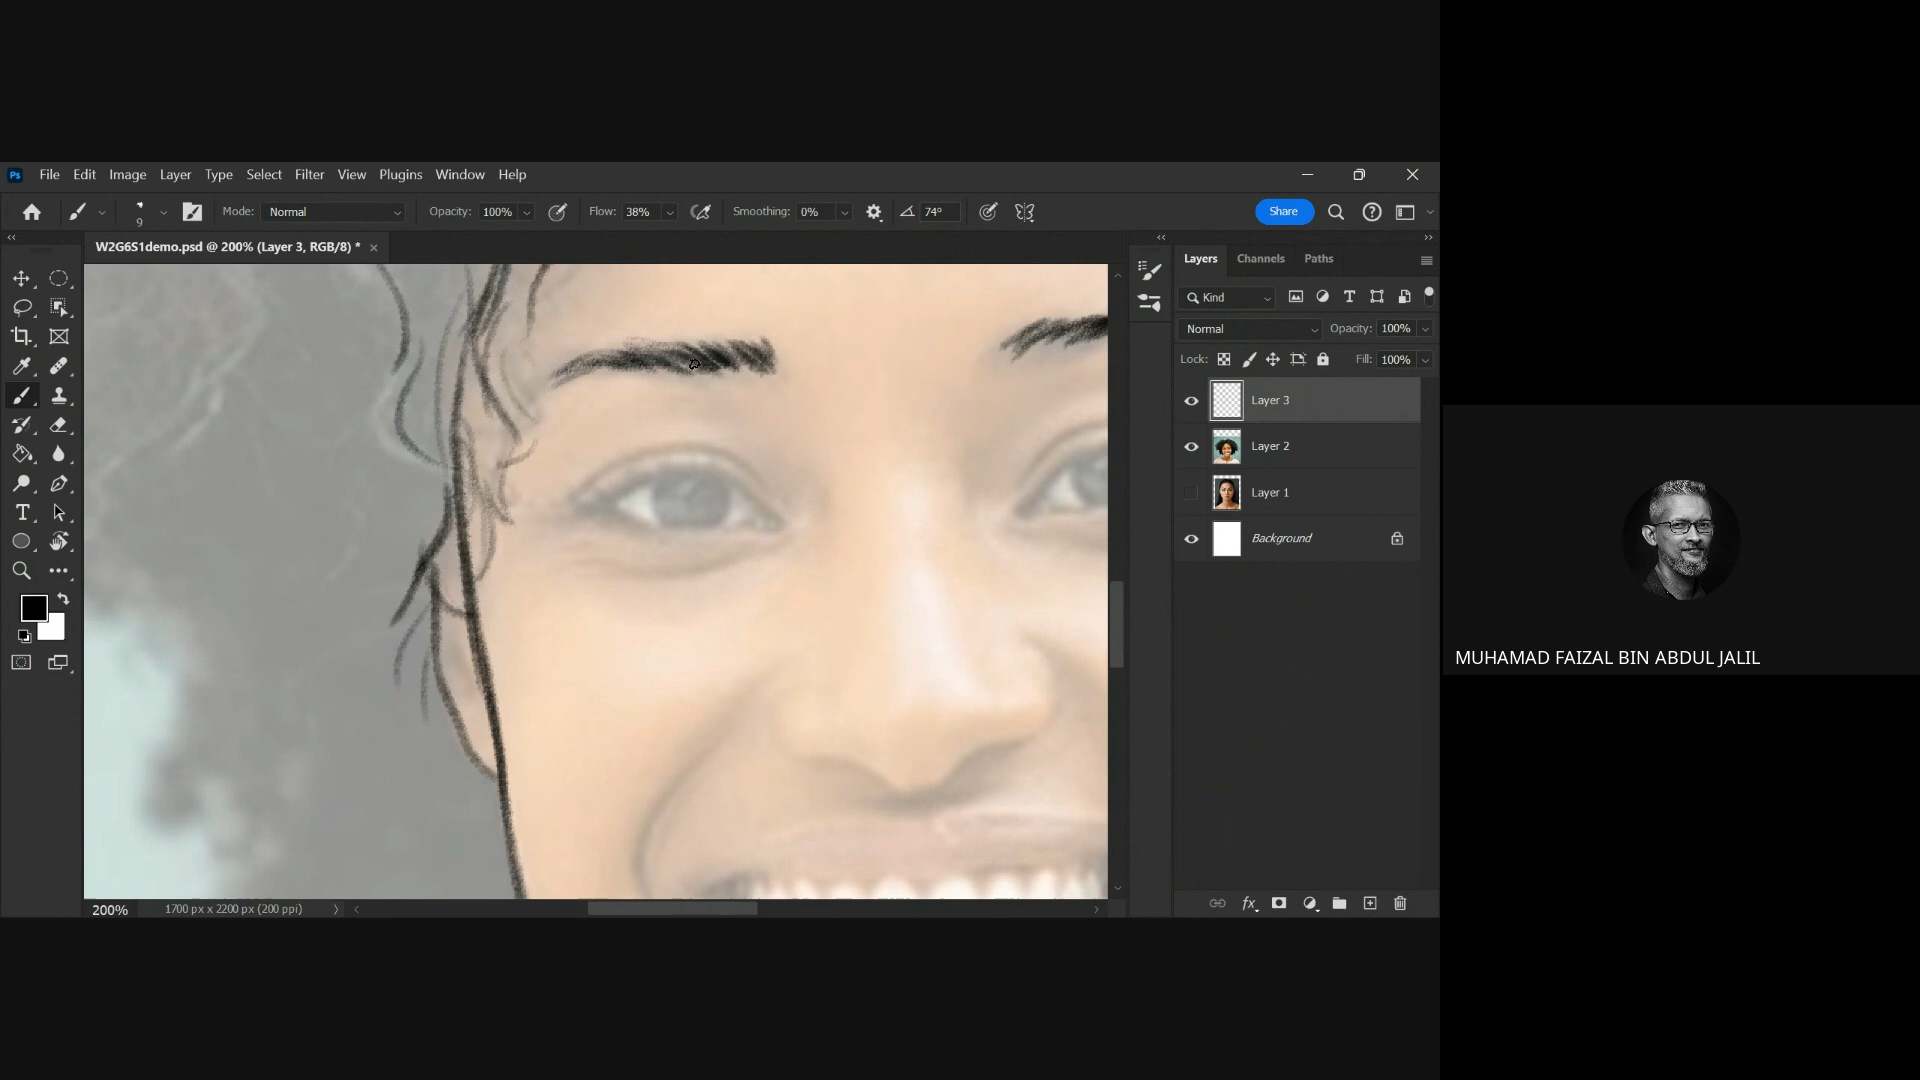 Ps File Edit Image Layer Type Select Filter View Plugins Window Help
9 Mode: Normal Opacity: 100% Flow: 38% Smoothing: 0% 74° Share
W2G6S1demo.psd @ 200% (Layer 3, RGB/8) *
Layers Channels Paths
Kind
Normal Opacity: 100%
Lock: Fill: 100%
Layer 3
Layer 2
Layer 1
Background
MUHAMAD FAIZAL BIN ABDUL JALIL
200% 1700 px x 2200 px (200 ppi)
fx